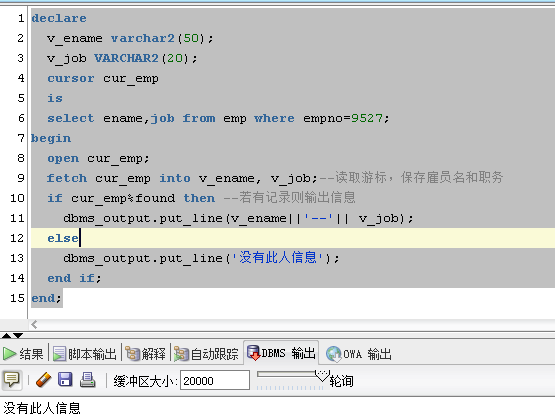 1 declare
2 v_ename varchar2(50);
3 v_job VARCHAR2(20);
4 cursor cur_emp
5 is
6 select ename,job from emp where empno=9527;
7 begin
8 open cur_emp;
9 fetch cur_emp into v_ename, v_job;--读取游标，保存雇员名和职务
10 if cur_emp%found then --若有记录则输出信息
11 dbms_output.put_line(v_ename||'--'|| v_job);
12 else
13 dbms_output.put_line('没有此人信息');
14 end if;
15 end;
结果 脚本输出 解释 自动跟踪 DBMS 输出 OWA 输出
缓冲区大小: 20000 轮询
没有此人信息